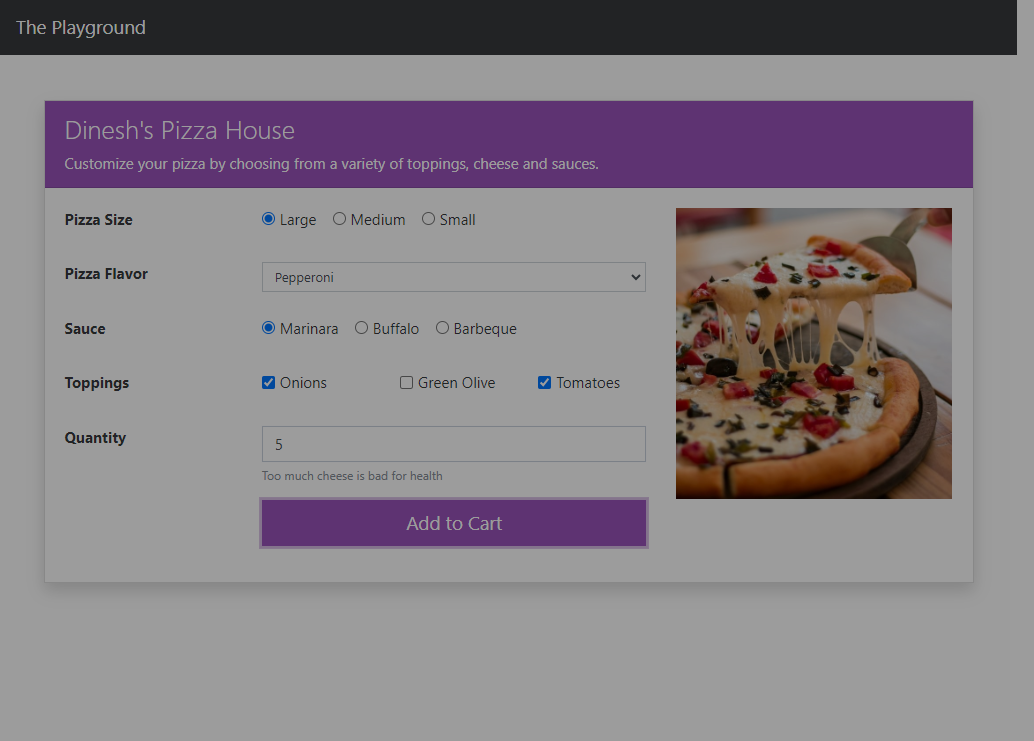 The Playground
Dinesh's Pizza House
Customize your pizza by choosing from a variety of toppings, cheese and sauces.
Pizza Size Large Medium Small
Pizza Flavor Pepperoni
Sauce Marinara Buffalo Barbeque
Toppings Onions Green Olive Tomatoes
Quantity 5
Too much cheese is bad for health
Add to Cart